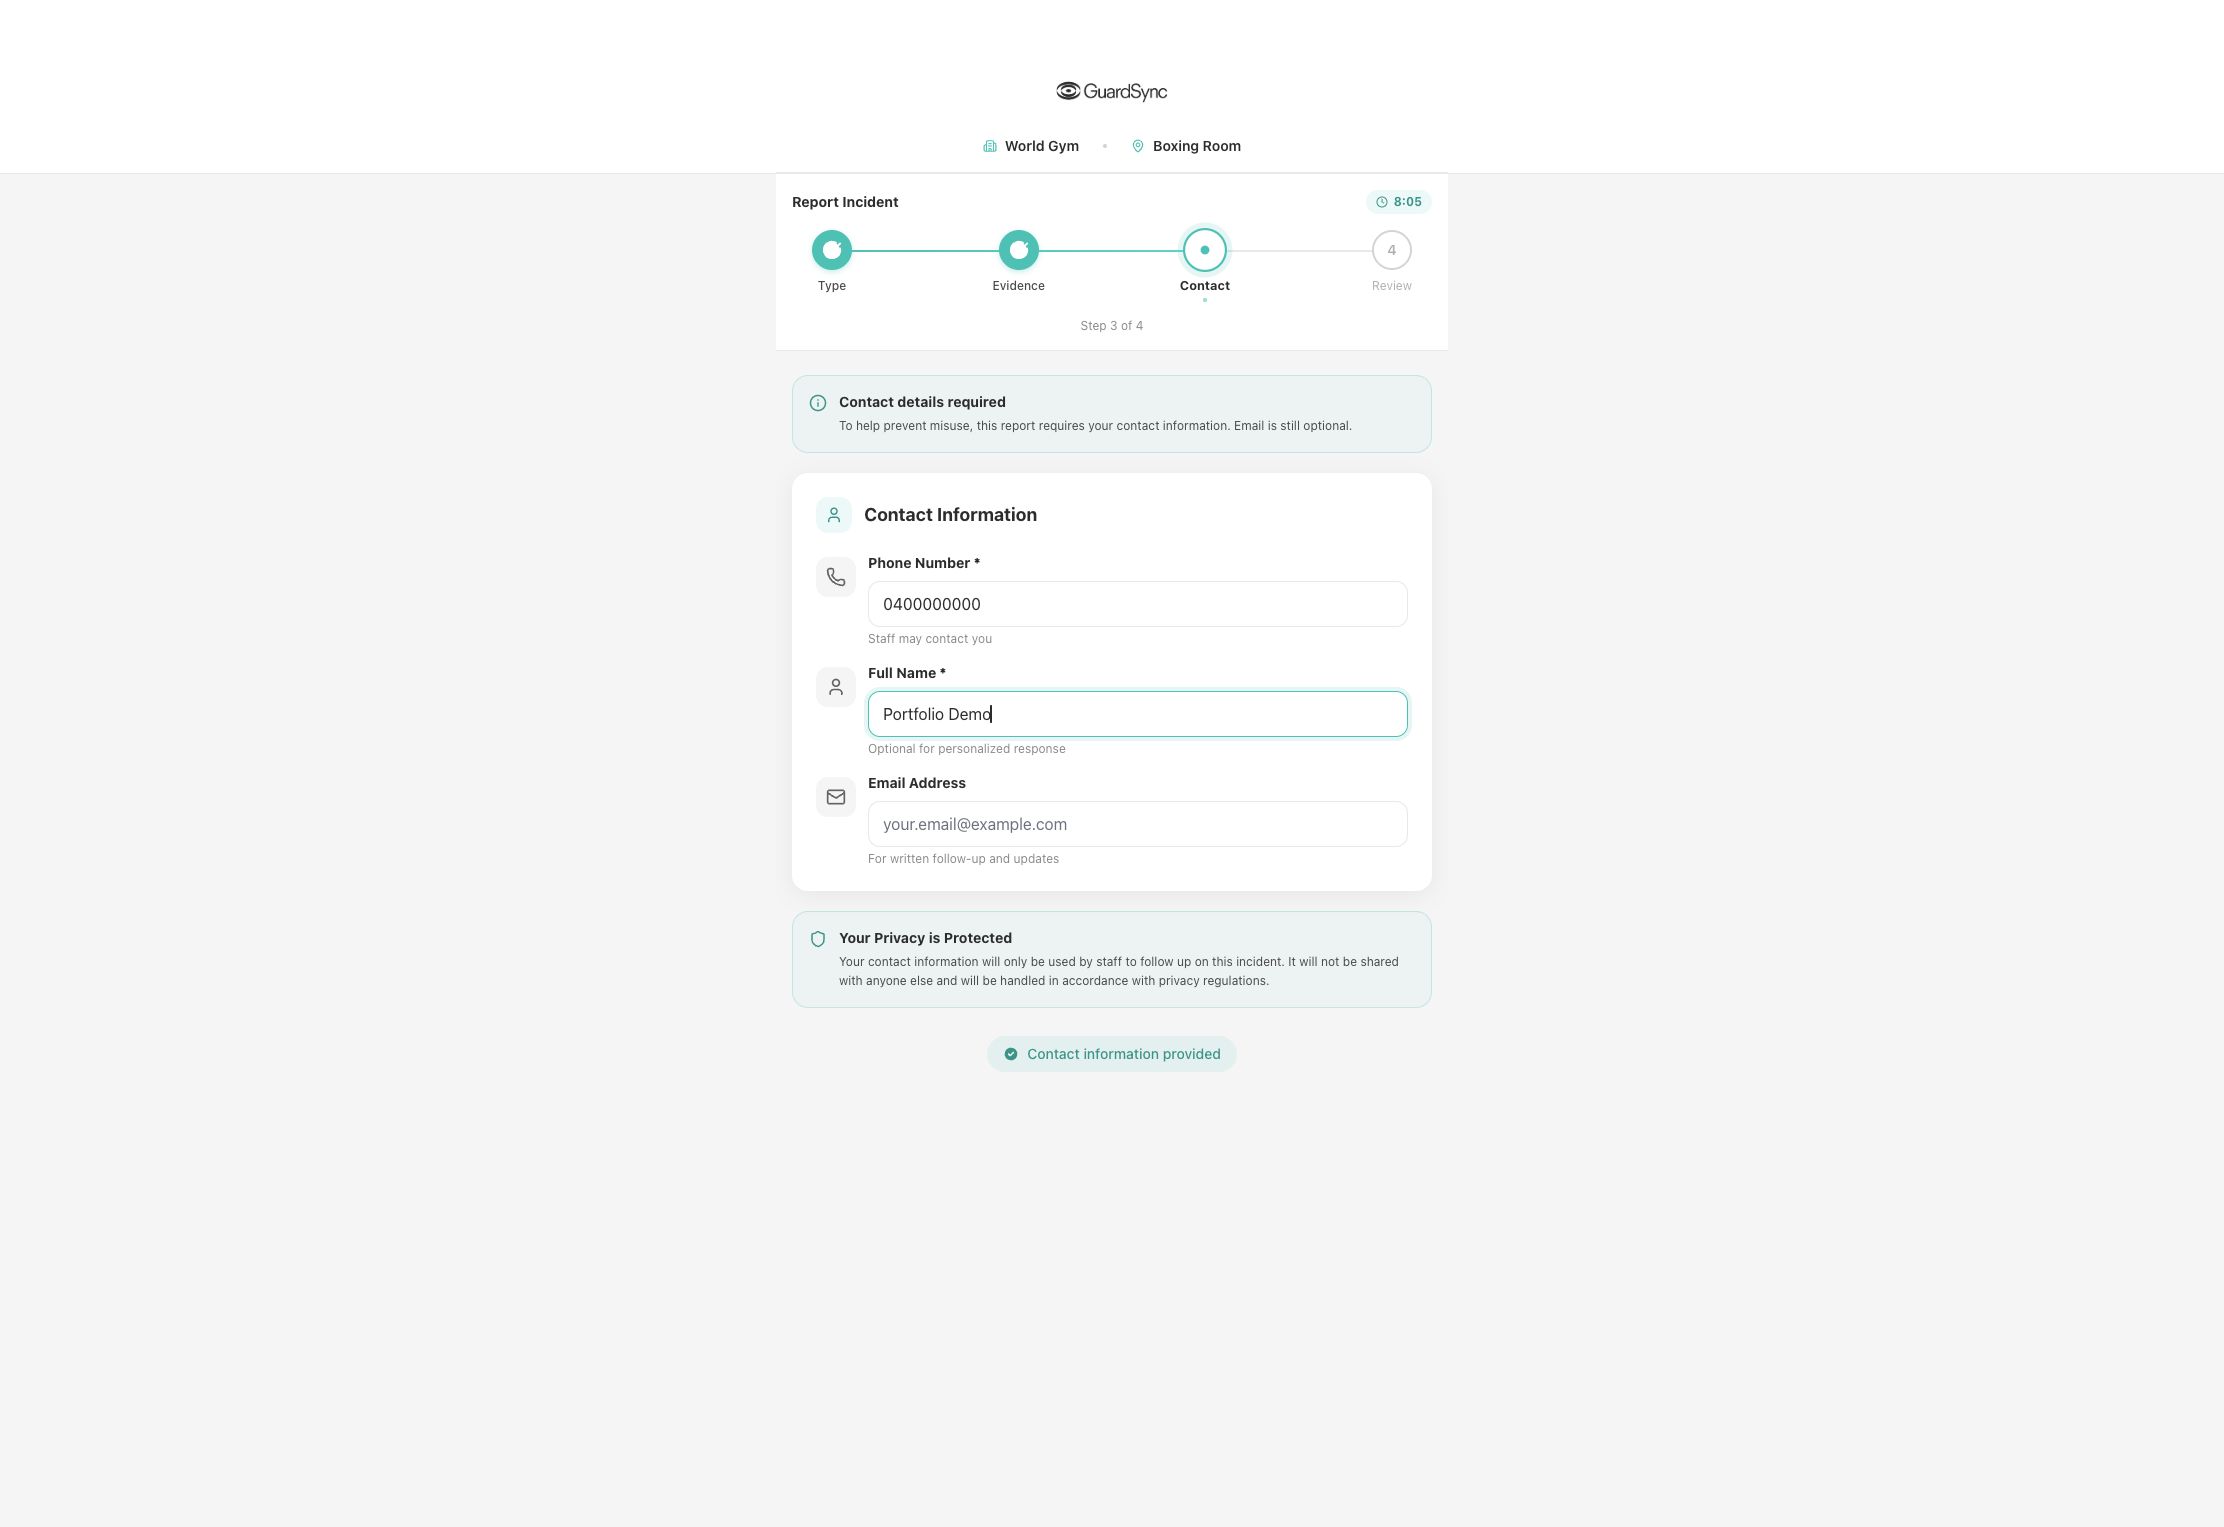 GuardSync
World Gym • Boxing Room
Report Incident
8:05
4
Type
Evidence
Contact
Review
Step 3 of 4
Contact details required
To help prevent misuse, this report requires your contact information. Email is still optional.
Contact Information
Phone Number *
0400000000
Staff may contact you
Full Name *
Portfolio Demo
Optional for personalized response
Email Address
your.email@example.com
For written follow-up and updates
Your Privacy is Protected
Your contact information will only be used by staff to follow up on this incident. It will not be shared
with anyone else and will be handled in accordance with privacy regulations.
Contact information provided